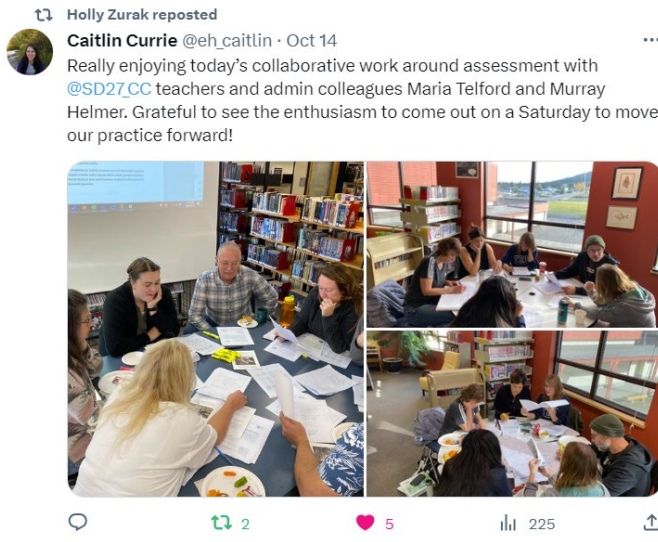 Holly Zurak reposted
Caitlin Currie @eh_caitlin · Oct 14
Really enjoying today's collaborative work around assessment with
@SD27_CC teachers and admin colleagues Maria Telford and Murray
Helmer. Grateful to see the enthusiasm to come out on a Saturday to move
our practice forward!
2
5
225